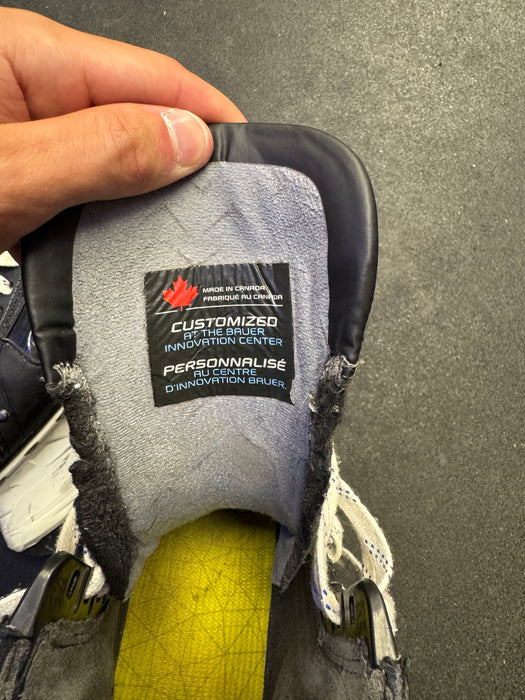 MADE IN CANADA
FABRIQUÉ AU CANADA
CUSTOMIZED
AT THE BAUER
INNOVATION CENTER
PERSONNALISÉ
AU CENTRE
D'INNOVATION BAUER.